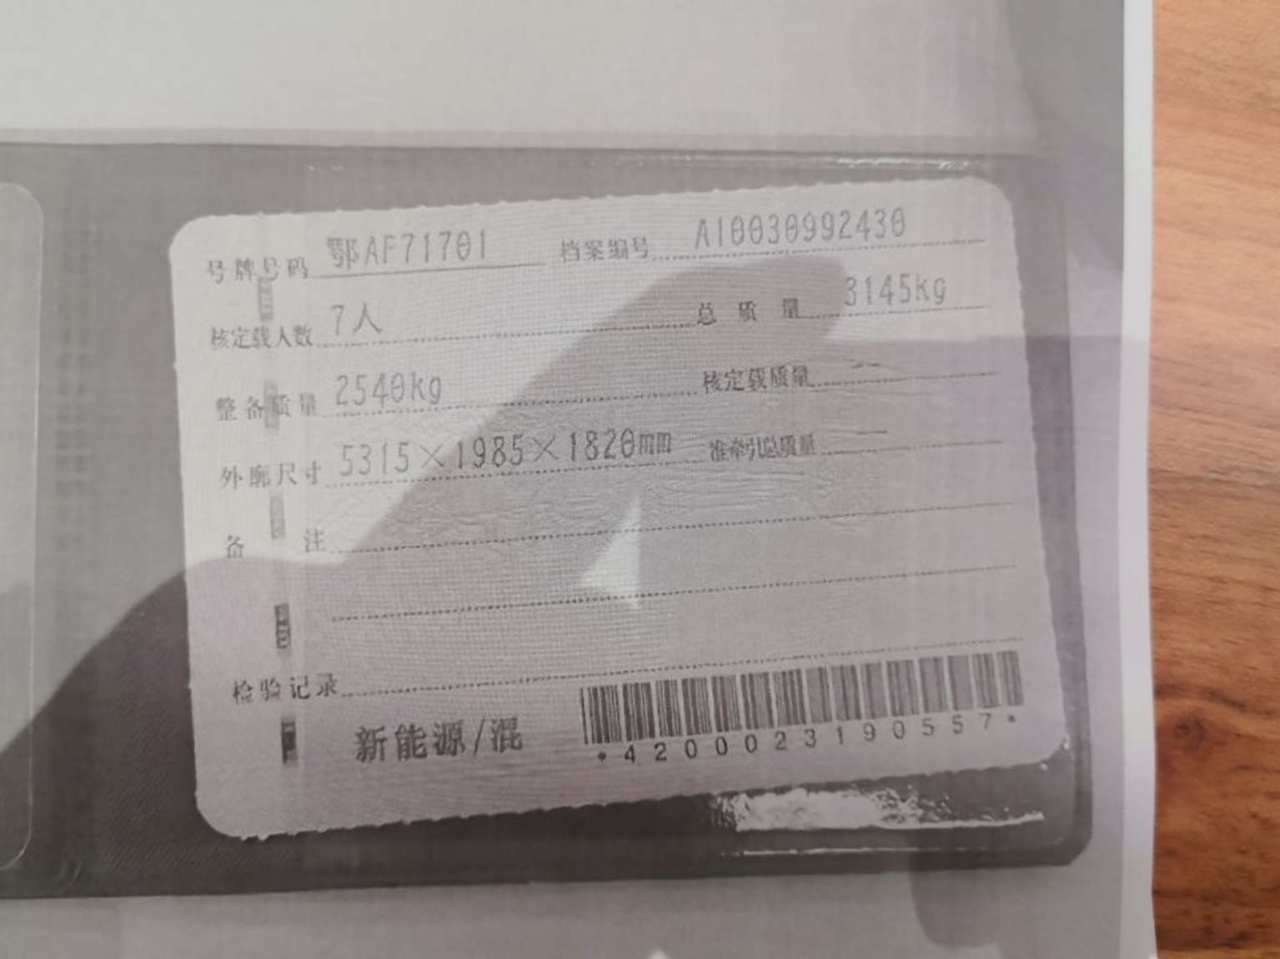 号牌号码 鄂AF71701 档案编号 A10030992430
核定载人数 7人 总质量 3145kg
整备质量 2540kg 核定载质量 --
外廓尺寸 5315×1985×1820mm 准牵引总质量 --
备注
检验记录
新能源/混
*4200023190557*